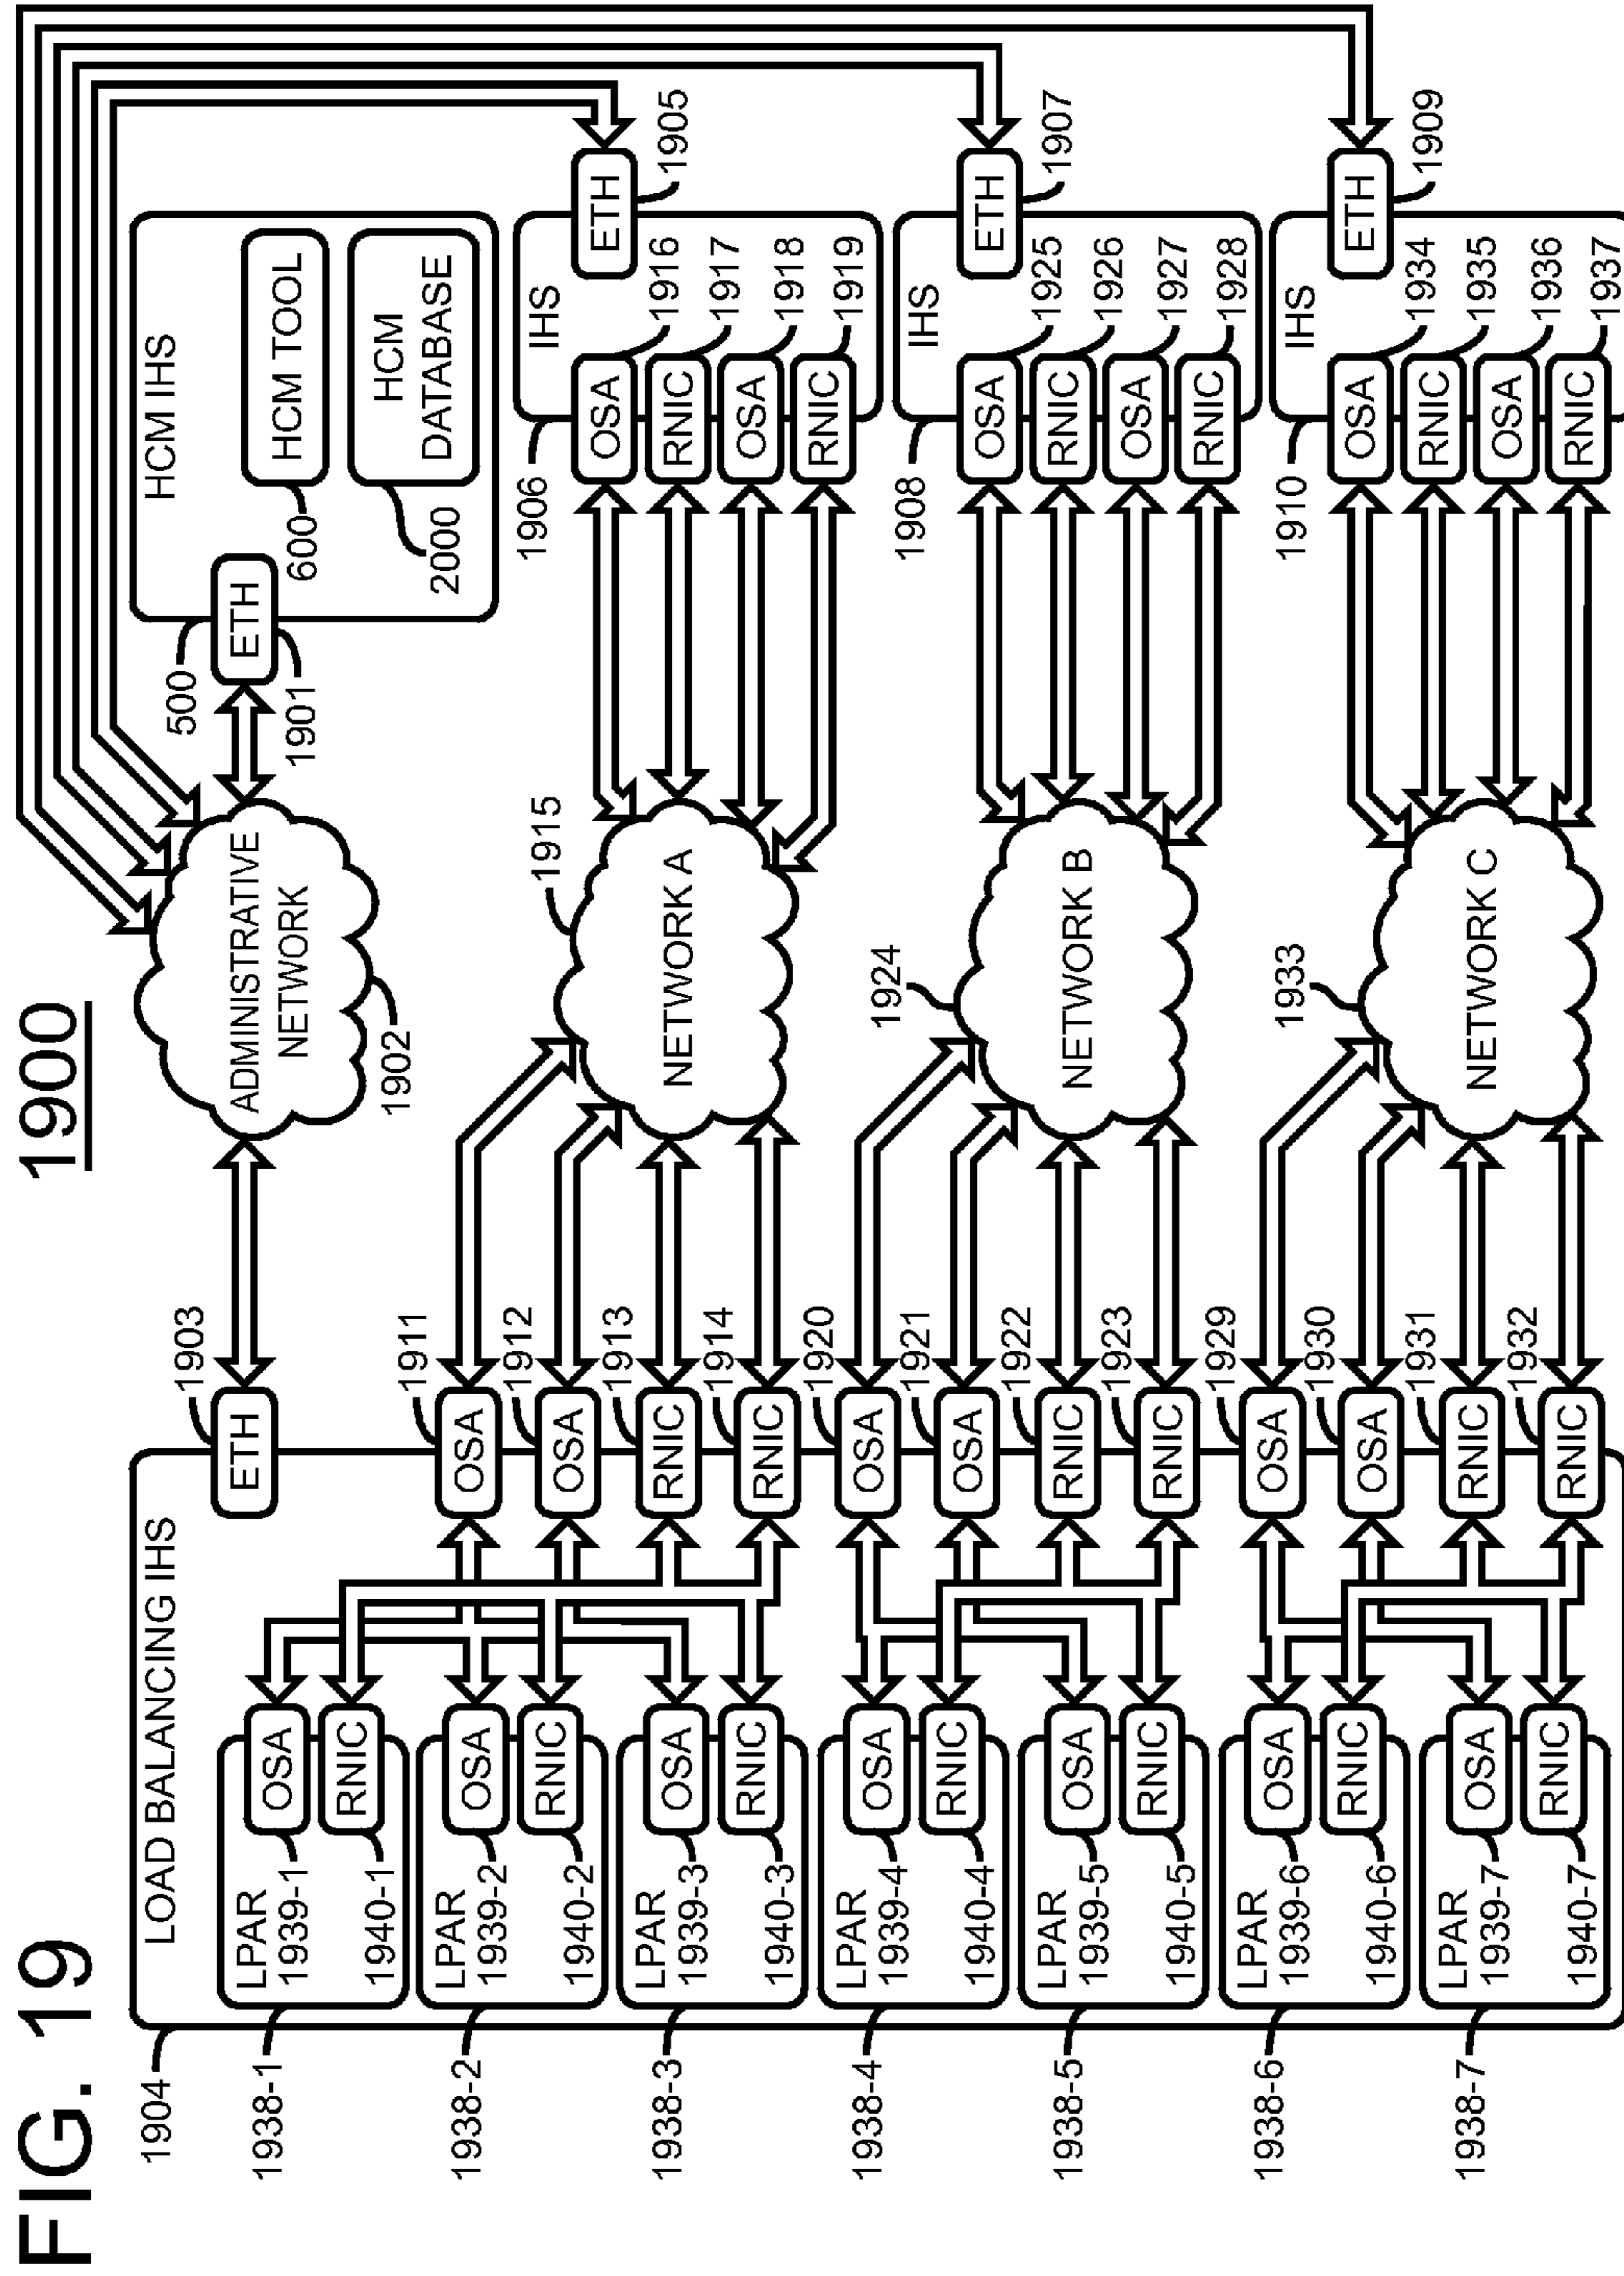 FIG. 19
1900
LOAD BALANCING IHS
1904
ETH
1903
ADMINISTRATIVE
NETWORK
1902
HCM IHS
500
ETH
1901
HCM TOOL
600
HCM
DATABASE
2000
1938-1
LPAR
1939-1
1940-1
OSA
RNIC
1938-2
LPAR
1939-2
1940-2
OSA
RNIC
1938-3
LPAR
1939-3
1940-3
OSA
RNIC
1938-4
LPAR
1939-4
1940-4
OSA
RNIC
1938-5
LPAR
1939-5
1940-5
OSA
RNIC
1938-6
LPAR
1939-6
1940-6
OSA
RNIC
1938-7
LPAR
1939-7
1940-7
OSA
RNIC
OSA
1911
OSA
1912
RNIC
1913
RNIC
1914
OSA
1920
OSA
1921
RNIC
1922
RNIC
1923
OSA
1929
OSA
1930
RNIC
1931
RNIC
1932
NETWORK A
1915
NETWORK B
1924
NETWORK C
1933
IHS
1906
ETH
1905
OSA
1916
RNIC
1917
OSA
1918
RNIC
1919
IHS
1908
ETH
1907
OSA
1925
RNIC
1926
OSA
1927
RNIC
1928
IHS
1910
ETH
1909
OSA
1934
RNIC
1935
OSA
1936
RNIC
1937